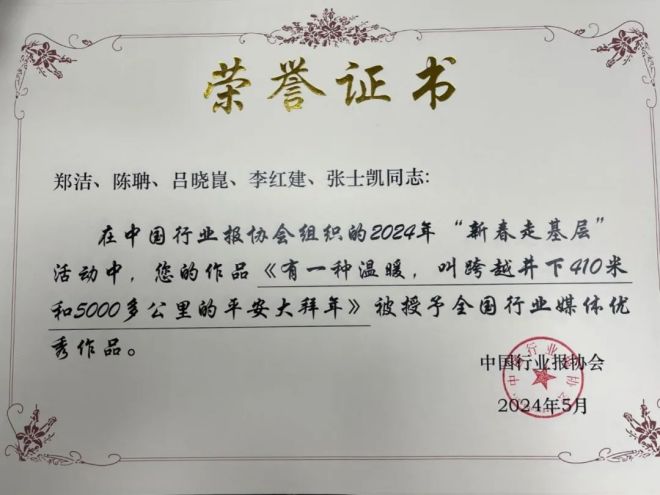 荣誉证书
郑洁、陈聃、吕晓崑、李红建、张士凯同志:
在中国行业报协会组织的2024年“新春走基层”
活动中，您的作品《有一种温暖，叫跨越井下410米
和5000多公里的平安大拜年》被授予全国行业媒体优
秀作品。
中国行业报协会
2024年5月